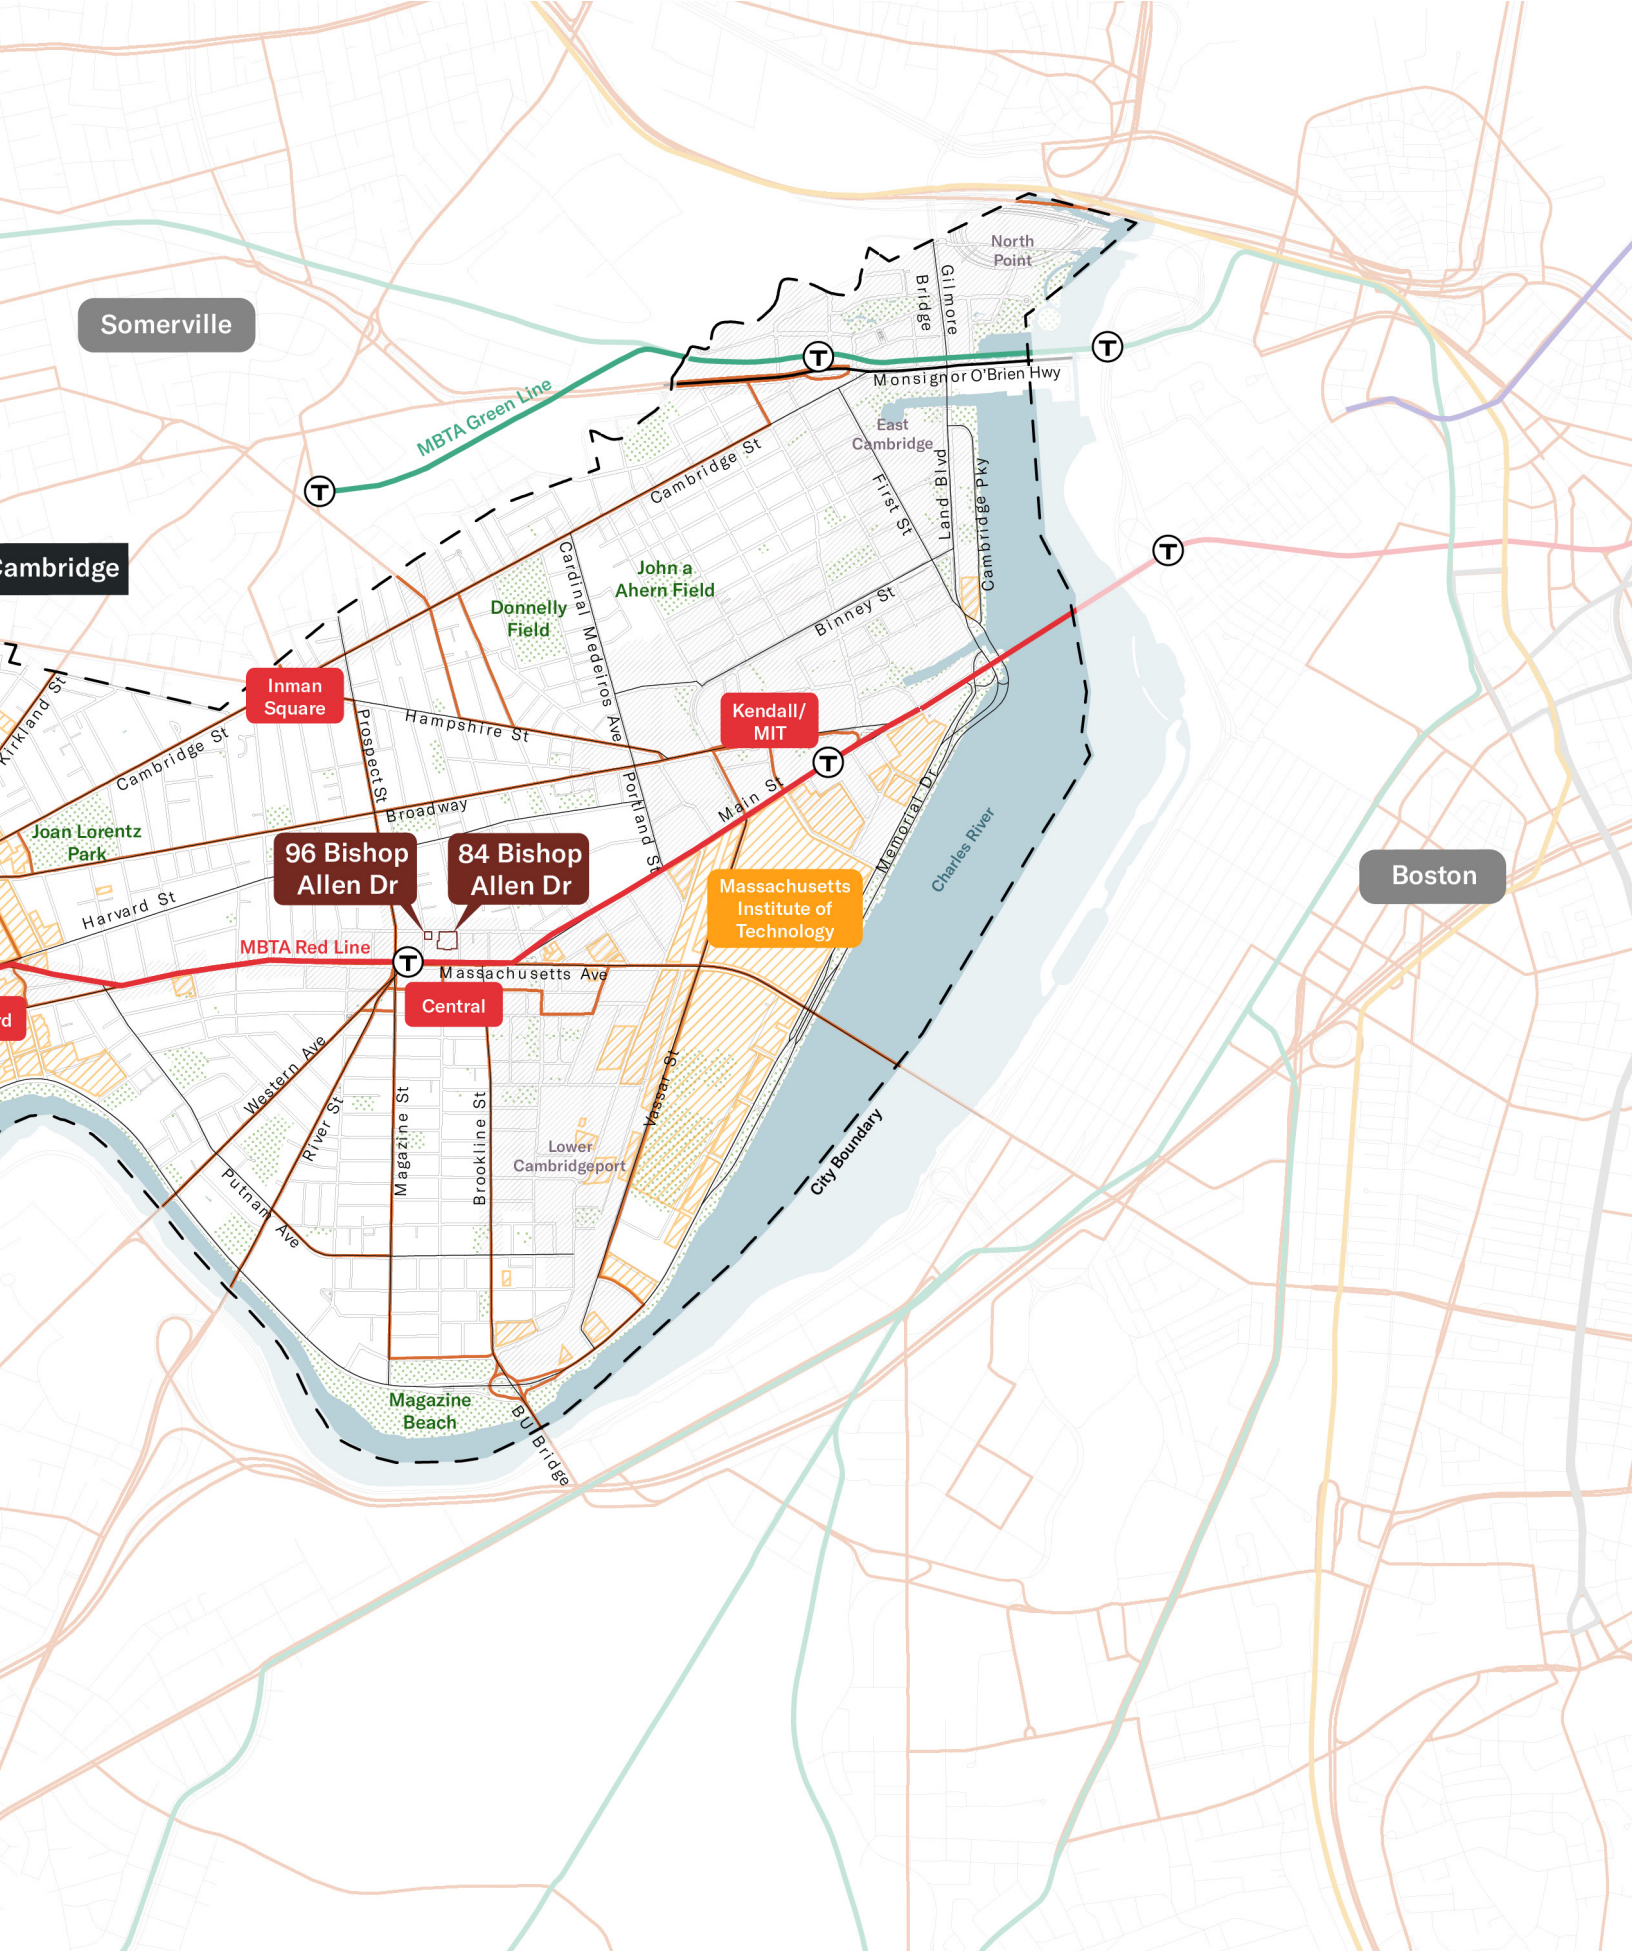 North
Point
Gilmore
Bridge
Somerville
T
T
Monsignor O'Brien Hwy
MBTA Green Line
East
Cambridge
Cambridge St
T
First St
Land Blvd
Cambridge Pky
T
Cambridge
John a
Ahern Field
Donnelly
Field
Cardinal Medeiros Ave
Binney St
Inman
Square
Kirkland St
Kendall/
MIT
Hampshire St
Prospect St
Cambridge St
T
Main St
Portland St
Broadway
Memorial Dr
Charles River
Joan Lorentz
Park
96 Bishop
Allen Dr
84 Bishop
Allen Dr
Boston
Massachusetts
Institute of
Technology
Harvard St
MBTA Red Line
T
Massachusetts Ave
Central
rd
Western Ave
River St
Magazine St
Brookline St
Vassar St
Lower
Cambridgeport
City Boundary
Putnam Ave
Magazine
Beach
BU Bridge